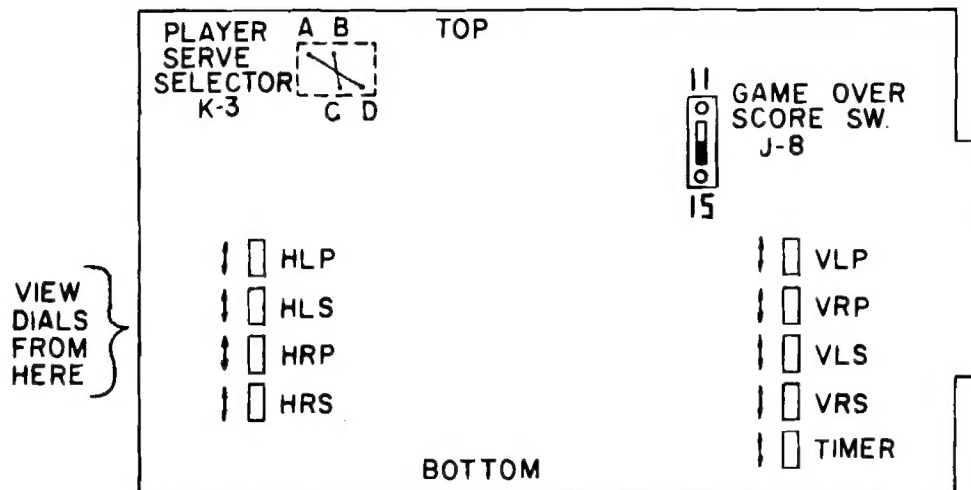 PLAYER SERVE SELECTOR K-3
A B
C D
TOP
11
GAME OVER SCORE SW. J-8
15
VIEW DIALS FROM HERE
HLP
HLS
HRP
HRS
VLP
VRP
VLS
VRS
TIMER
BOTTOM